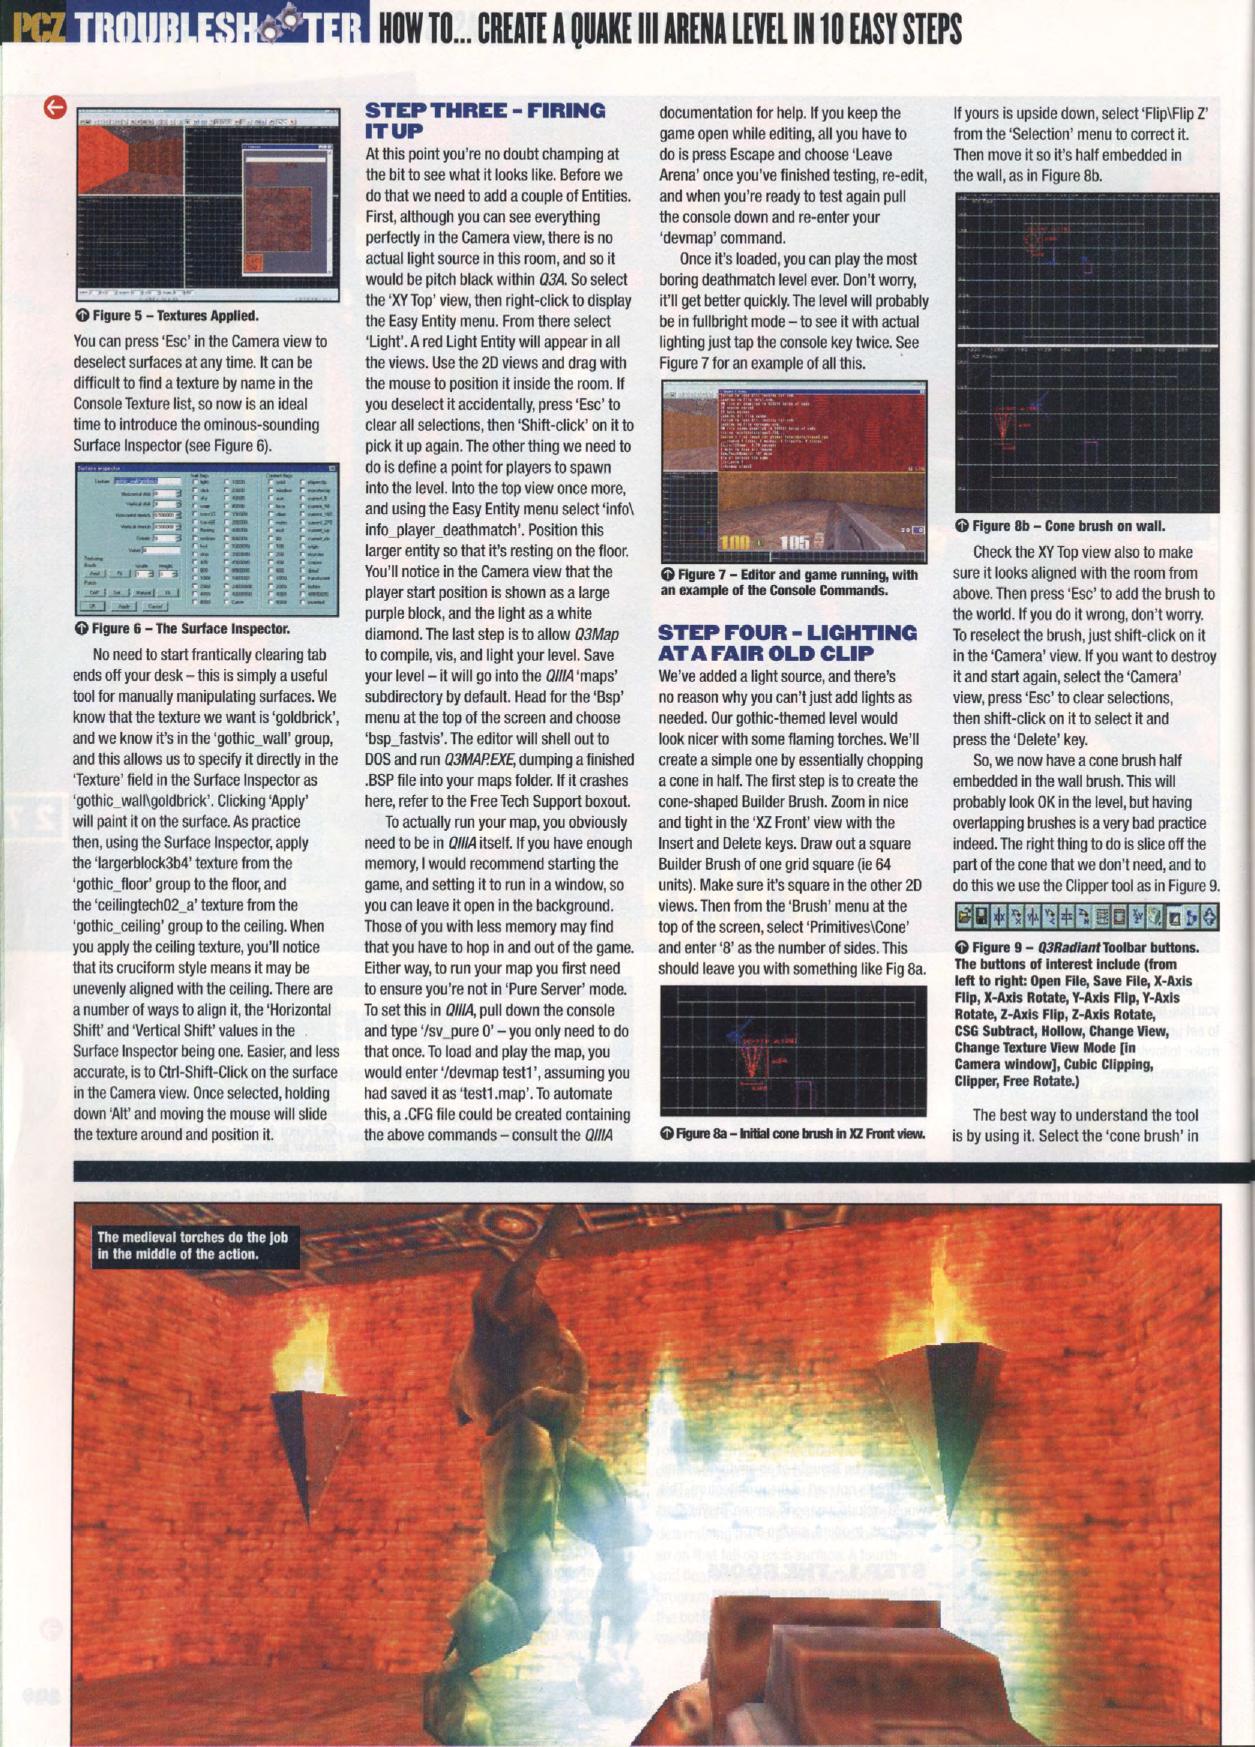 PCZ TROUBLESHOOTER HOW TO... CREATE A QUAKE III ARENA LEVEL IN 10 EASY STEPS
Figure 5 – Textures Applied.
You can press 'Esc' in the Camera view to
deselect surfaces at any time. It can be
difficult to find a texture by name in the
Console Texture list, so now is an ideal
time to introduce the ominous-sounding
Surface Inspector (see Figure 6).
Figure 6 – The Surface Inspector.
No need to start frantically clearing tab
ends off your desk – this is simply a useful
tool for manually manipulating surfaces. We
know that the texture we want is 'goldbrick',
and we know it's in the 'gothic_wall' group,
and this allows us to specify it directly in the
'Texture' field in the Surface Inspector as
'gothic_wall\goldbrick'. Clicking 'Apply'
will paint it on the surface. As practice
then, using the Surface Inspector, apply
the 'largerblock3b4' texture from the
'gothic_floor' group to the floor, and
the 'ceilingtech02_a' texture from the
'gothic_ceiling' group to the ceiling. When
you apply the ceiling texture, you'll notice
that its cruciform style means it may be
unevenly aligned with the ceiling. There are
a number of ways to align it, the 'Horizontal
Shift' and 'Vertical Shift' values in the
Surface Inspector being one. Easier, and less
accurate, is to Ctrl-Shift-Click on the surface
in the Camera view. Once selected, holding
down 'Alt' and moving the mouse will slide
the texture around and position it.
STEP THREE – FIRING
IT UP
At this point you're no doubt champing at
the bit to see what it looks like. Before we
do that we need to add a couple of Entities.
First, although you can see everything
perfectly in the Camera view, there is no
actual light source in this room, and so it
would be pitch black within Q3A. So select
the 'XY Top' view, then right-click to display
the Easy Entity menu. From there select
'Light'. A red Light Entity will appear in all
the views. Use the 2D views and drag with
the mouse to position it inside the room. If
you deselect it accidentally, press 'Esc' to
clear all selections, then 'Shift-click' on it to
pick it up again. The other thing we need to
do is define a point for players to spawn
into the level. Into the top view once more,
and using the Easy Entity menu select 'info\
info_player_deathmatch'. Position this
larger entity so that it's resting on the floor.
You'll notice in the Camera view that the
player start position is shown as a large
purple block, and the light as a white
diamond. The last step is to allow Q3Map
to compile, vis, and light your level. Save
your level – it will go into the QIIIA 'maps'
subdirectory by default. Head for the 'Bsp'
menu at the top of the screen and choose
'bsp_fastvis'. The editor will shell out to
DOS and run Q3MAP.EXE, dumping a finished
.BSP file into your maps folder. If it crashes
here, refer to the Free Tech Support boxout.
To actually run your map, you obviously
need to be in QIIIA itself. If you have enough
memory, I would recommend starting the
game, and setting it to run in a window, so
you can leave it open in the background.
Those of you with less memory may find
that you have to hop in and out of the game.
Either way, to run your map you first need
to ensure you're not in 'Pure Server' mode.
To set this in QIIIA, pull down the console
and type '/sv_pure 0' – you only need to do
that once. To load and play the map, you
would enter '/devmap test1', assuming you
had saved it as 'test1.map'. To automate
this, a .CFG file could be created containing
the above commands – consult the QIIIA
documentation for help. If you keep the
game open while editing, all you have to
do is press Escape and choose 'Leave
Arena' once you've finished testing, re-edit,
and when you're ready to test again pull
the console down and re-enter your
'devmap' command.
Once it's loaded, you can play the most
boring deathmatch level ever. Don't worry,
it'll get better quickly. The level will probably
be in fullbright mode – to see it with actual
lighting just tap the console key twice. See
Figure 7 for an example of all this.
100 105
Figure 7 – Editor and game running, with
an example of the Console Commands.
STEP FOUR – LIGHTING
AT A FAIR OLD CLIP
We've added a light source, and there's
no reason why you can't just add lights as
needed. Our gothic-themed level would
look nicer with some flaming torches. We'll
create a simple one by essentially chopping
a cone in half. The first step is to create the
cone-shaped Builder Brush. Zoom in nice
and tight in the 'XZ Front' view with the
Insert and Delete keys. Draw out a square
Builder Brush of one grid square (ie 64
units). Make sure it's square in the other 2D
views. Then from the 'Brush' menu at the
top of the screen, select 'Primitives\Cone'
and enter '8' as the number of sides. This
should leave you with something like Fig 8a.
Figure 8a – Initial cone brush in XZ Front view.
If yours is upside down, select 'Flip\Flip Z'
from the 'Selection' menu to correct it.
Then move it so it's half embedded in
the wall, as in Figure 8b.
Figure 8b – Cone brush on wall.
Check the XY Top view also to make
sure it looks aligned with the room from
above. Then press 'Esc' to add the brush to
the world. If you do it wrong, don't worry.
To reselect the brush, just shift-click on it
in the 'Camera' view. If you want to destroy
it and start again, select the 'Camera'
view, press 'Esc' to clear selections,
then shift-click on it to select it and
press the 'Delete' key.
So, we now have a cone brush half
embedded in the wall brush. This will
probably look OK in the level, but having
overlapping brushes is a very bad practice
indeed. The right thing to do is slice off the
part of the cone that we don't need, and to
do this we use the Clipper tool as in Figure 9.
Figure 9 – Q3Radiant Toolbar buttons.
The buttons of interest include (from
left to right: Open File, Save File, X-Axis
Flip, X-Axis Rotate, Y-Axis Flip, Y-Axis
Rotate, Z-Axis Flip, Z-Axis Rotate,
CSG Subtract, Hollow, Change View,
Change Texture View Mode [in
Camera window], Cubic Clipping,
Clipper, Free Rotate.)
The best way to understand the tool
is by using it. Select the 'cone brush' in
The medieval torches do the job
in the middle of the action.